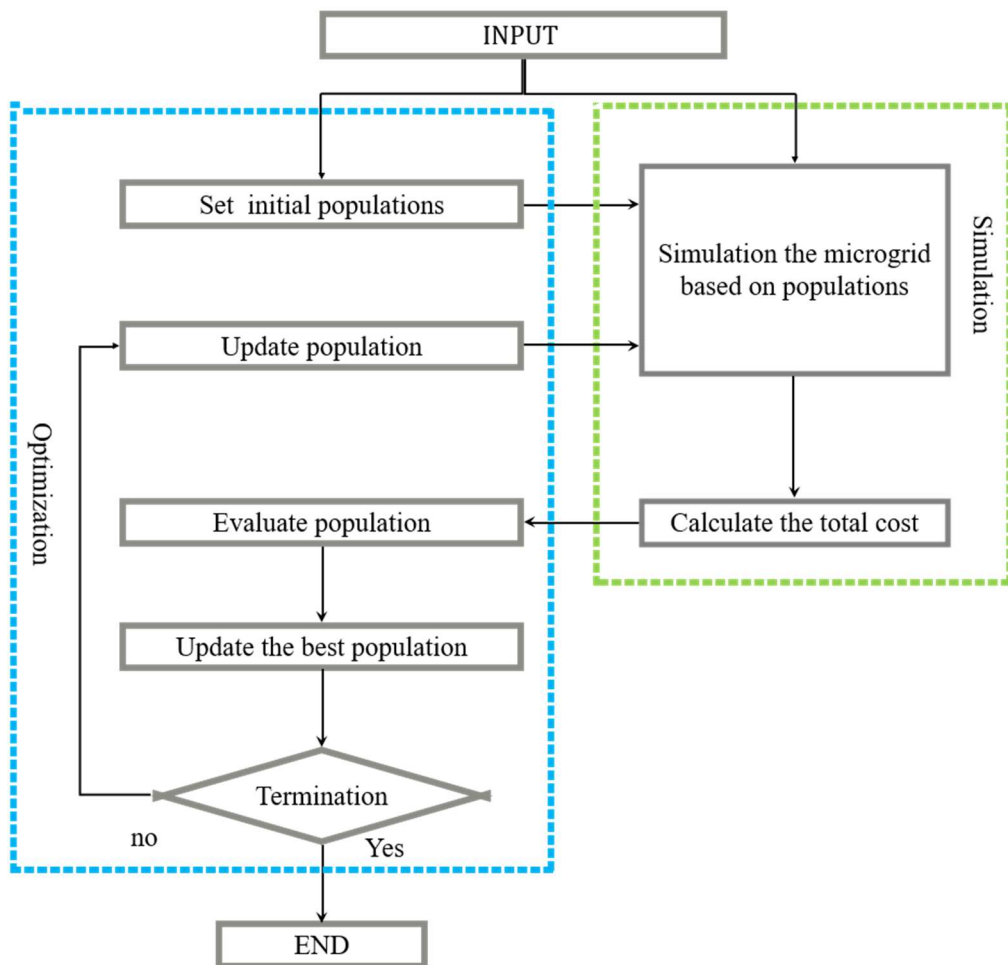 INPUT
Set initial populations
Simulation the microgrid
based on populations
Simulation
Update population
Optimization
Evaluate population
Calculate the total cost
Update the best population
Termination
no
Yes
END